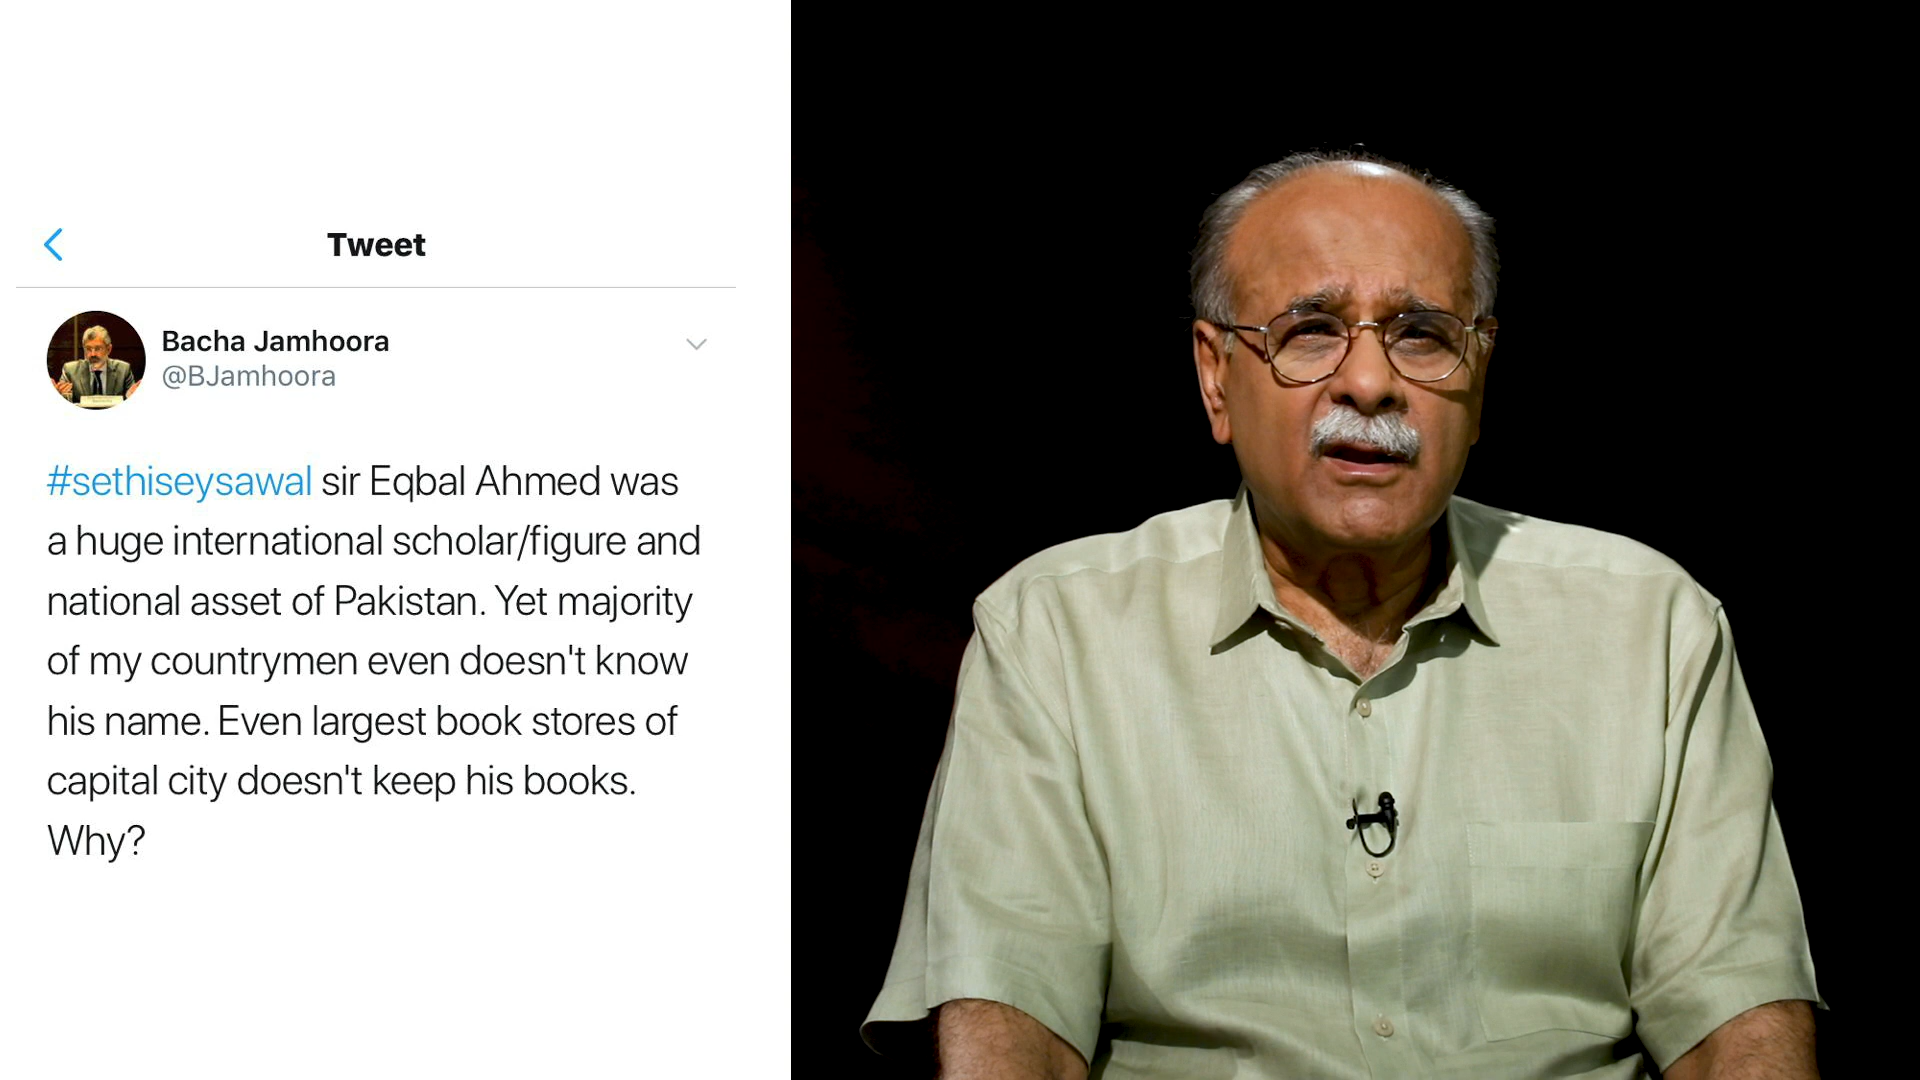 Tweet
Bacha Jamhoora
@BJamhoora
#sethiseysawal sir Eqbal Ahmed was
a huge international scholar/figure and
national asset of Pakistan. Yet majority
of my countrymen even doesn't know
his name. Even largest book stores of
capital city doesn't keep his books.
Why?